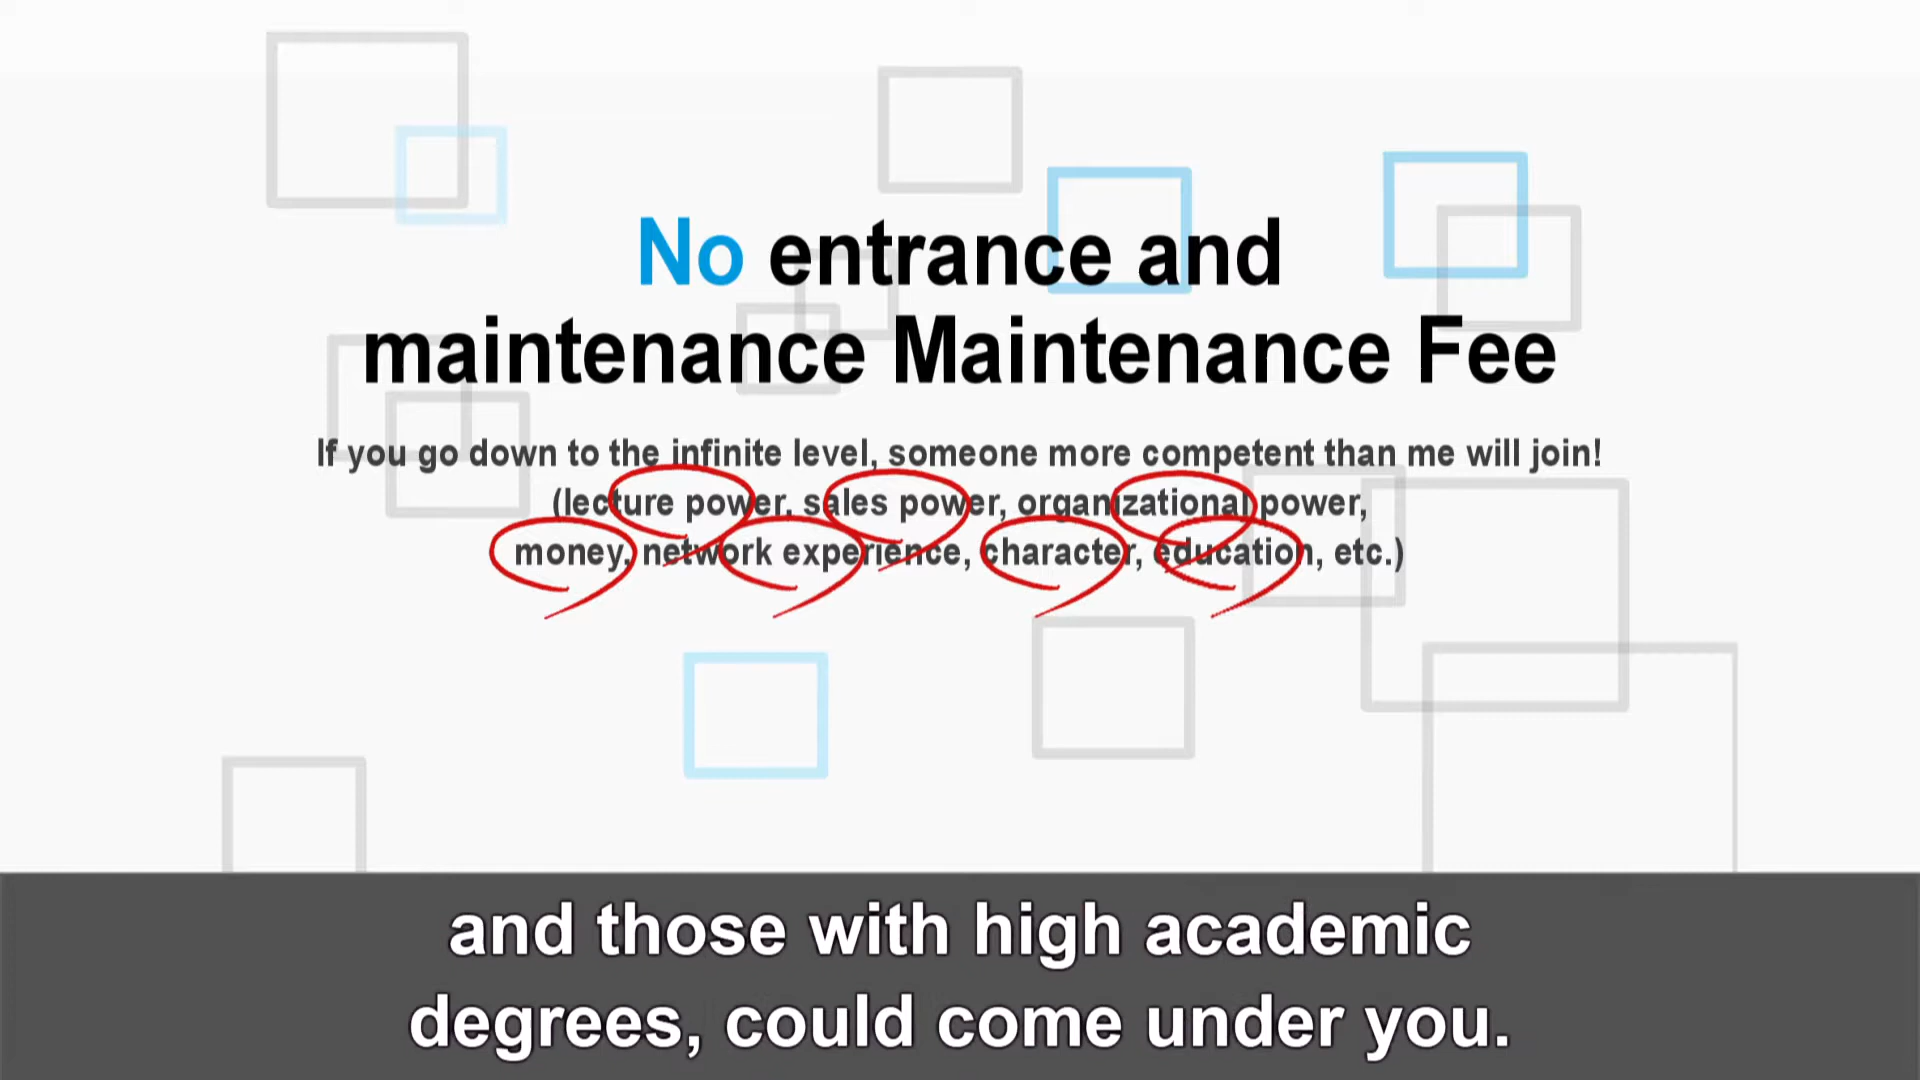 No entrance and
maintenance Maintenance Fee
If you go down to the infinite level, someone more competent than me will join!
(lecture power, sales power, organizational power,
money, network experience, character, education, etc.)
and those with high academic
degrees, could come under you.